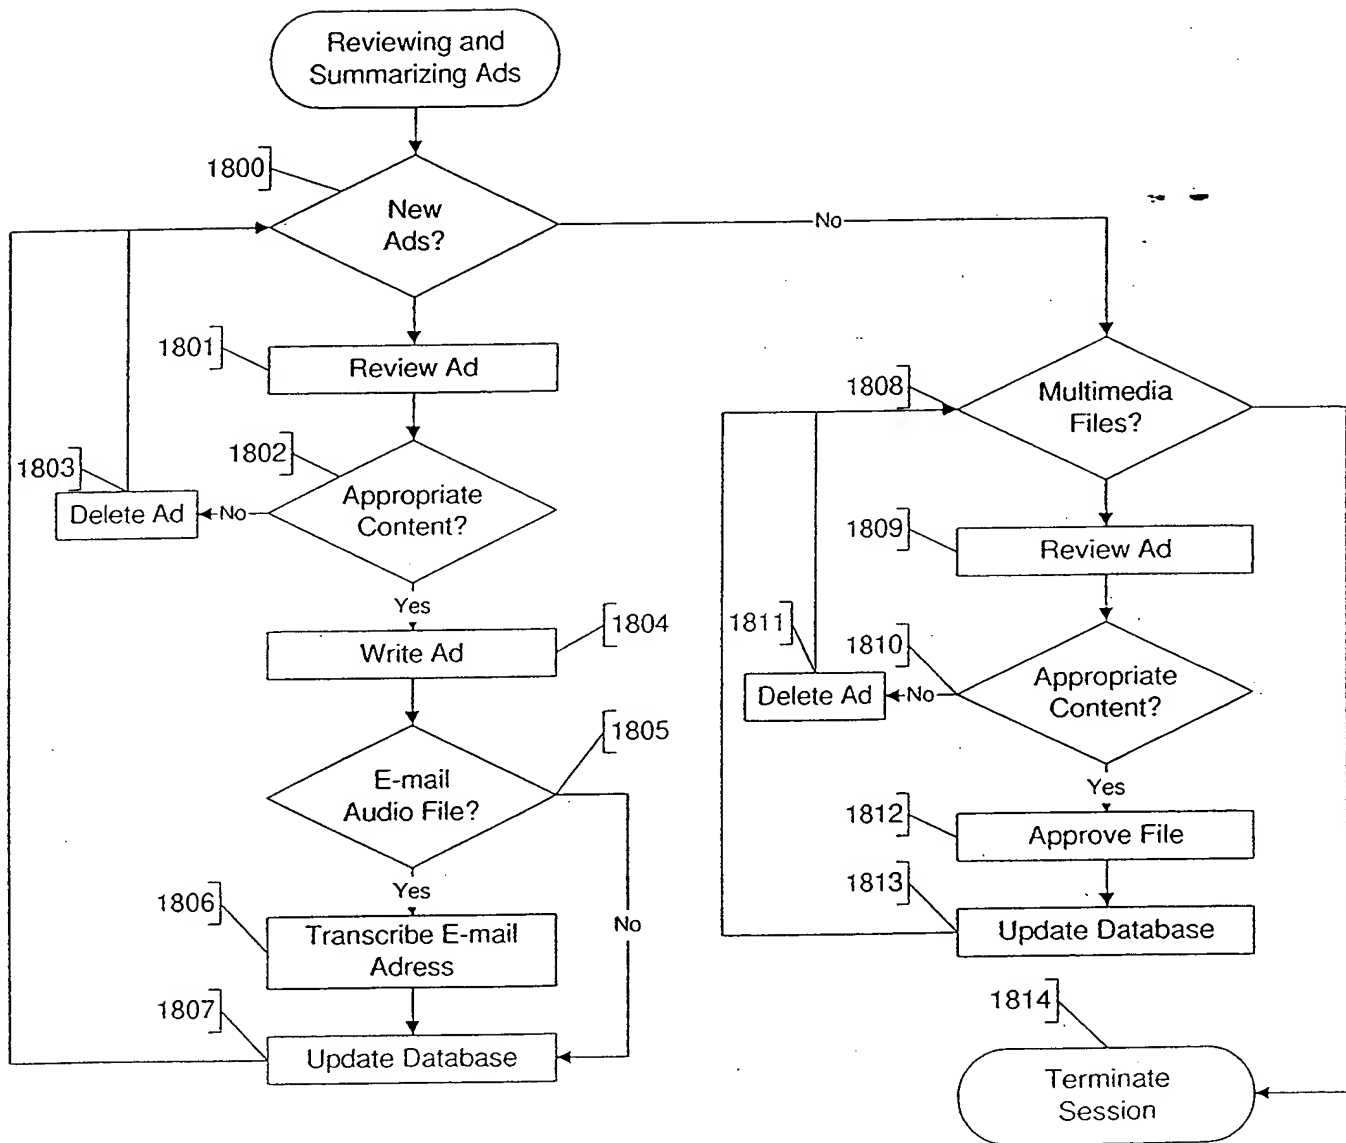 Reviewing and
Summarizing Ads
1800
New
Ads?
No
1801
Review Ad
1802
Appropriate
Content?
No
1803
Delete Ad
Yes
1804
Write Ad
1805
E-mail
Audio File?
Yes
No
1806
Transcribe E-mail
Adress
1807
Update Database
1808
Multimedia
Files?
1809
Review Ad
1810
Appropriate
Content?
No
1811
Delete Ad
Yes
1812
Approve File
1813
Update Database
1814
Terminate
Session